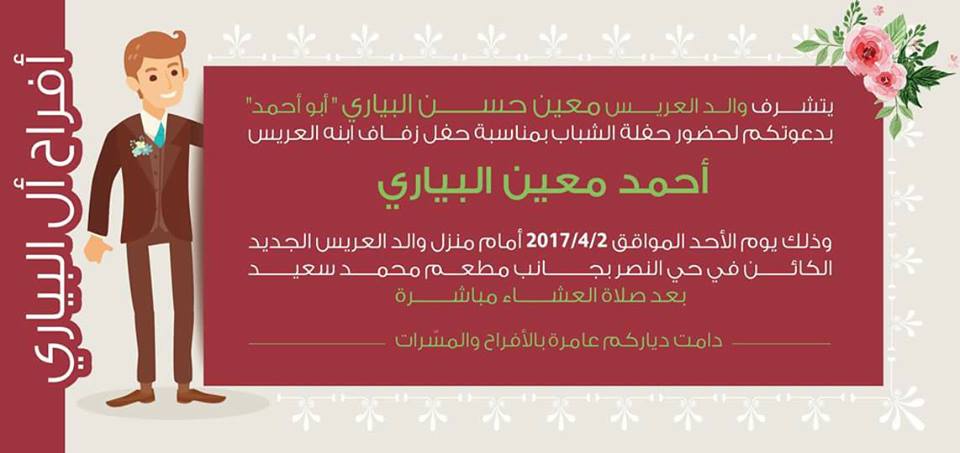 أفراح أل البياري
يتشرف والد العريس معين حسن البياري "أبو أحمد"
بدعوتكم لحضور حفلة الشباب بمناسبة حفل زفاف ابنه العريس
أحمد معين البياري
وذلك يوم الأحد المواقق 2017/4/2 أمام منزل والد العريس الجديد
الكائن في حي النصر بجانب مطعم محمد سعيد
بعد صلاة العشاء مباشرة
دامت دياركم عامرة بالأفراح والمسّرات